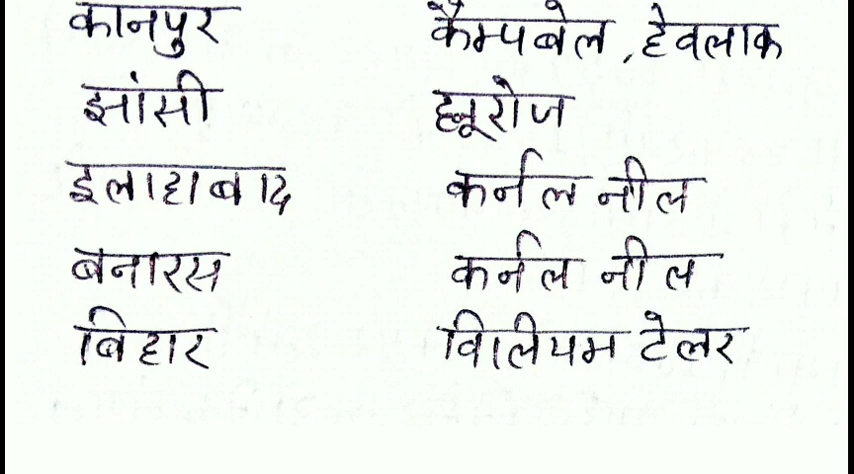 कानपुर कैम्पबेल, हेवलाक
झांसी ह्यूरोज
इलाहाबाद कर्नल नील
बनारस कर्नल नील
बिहार विलियम टेलर